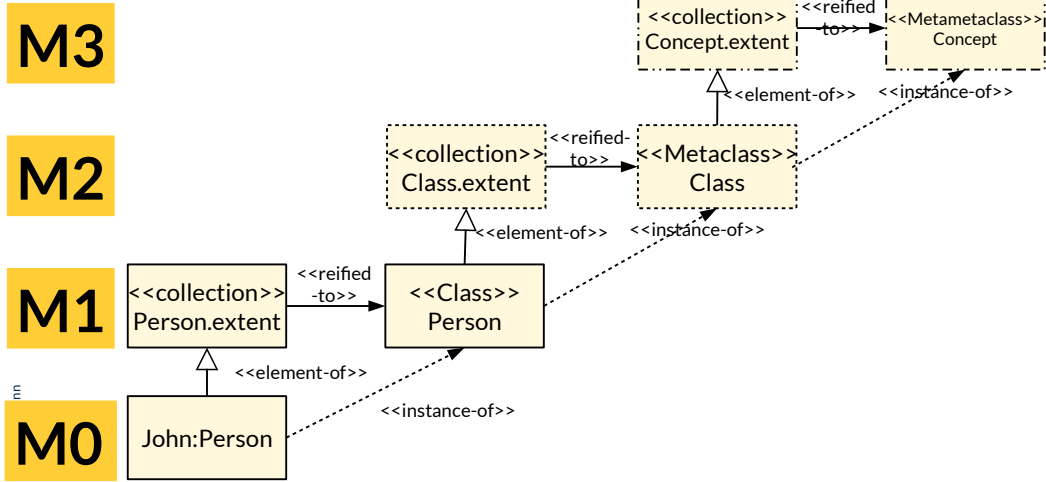 M3
<<collection>>
Concept.extent
<<reified
-to>>
<<Metametaclass>>
Concept
<<element-of>>
<<instance-of>>
M2
<<collection>>
Class.extent
<<reified-
to>>
<<Metaclass>>
Class
<<element-of>>
<<instance-of>>
M1
<<collection>>
Person.extent
<<reified
-to>>
<<Class>>
Person
<<element-of>>
<<instance-of>>
nn
M0
John:Person